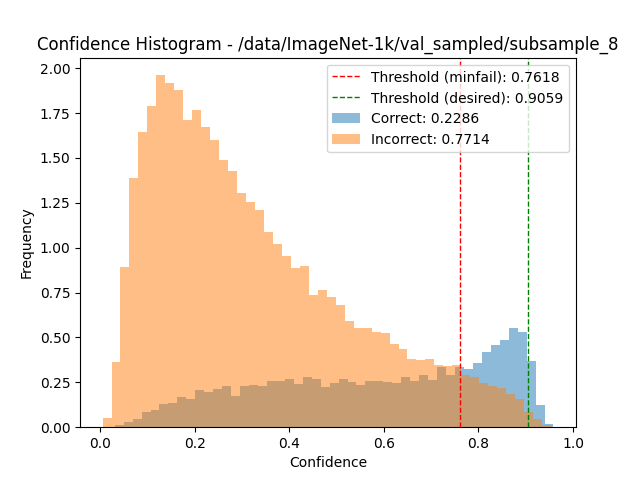 Confidence Histogram - /data/ImageNet-1k/val_sampled/subsample_8
Threshold (minfail): 0.7618
Threshold (desired): 0.9059
Correct: 0.2286
Incorrect: 0.7714
Frequency
2.00
1.75
1.50
1.25
1.00
0.75
0.50
0.25
0.00
0.0 0.2 0.4 0.6 0.8 1.0
Confidence